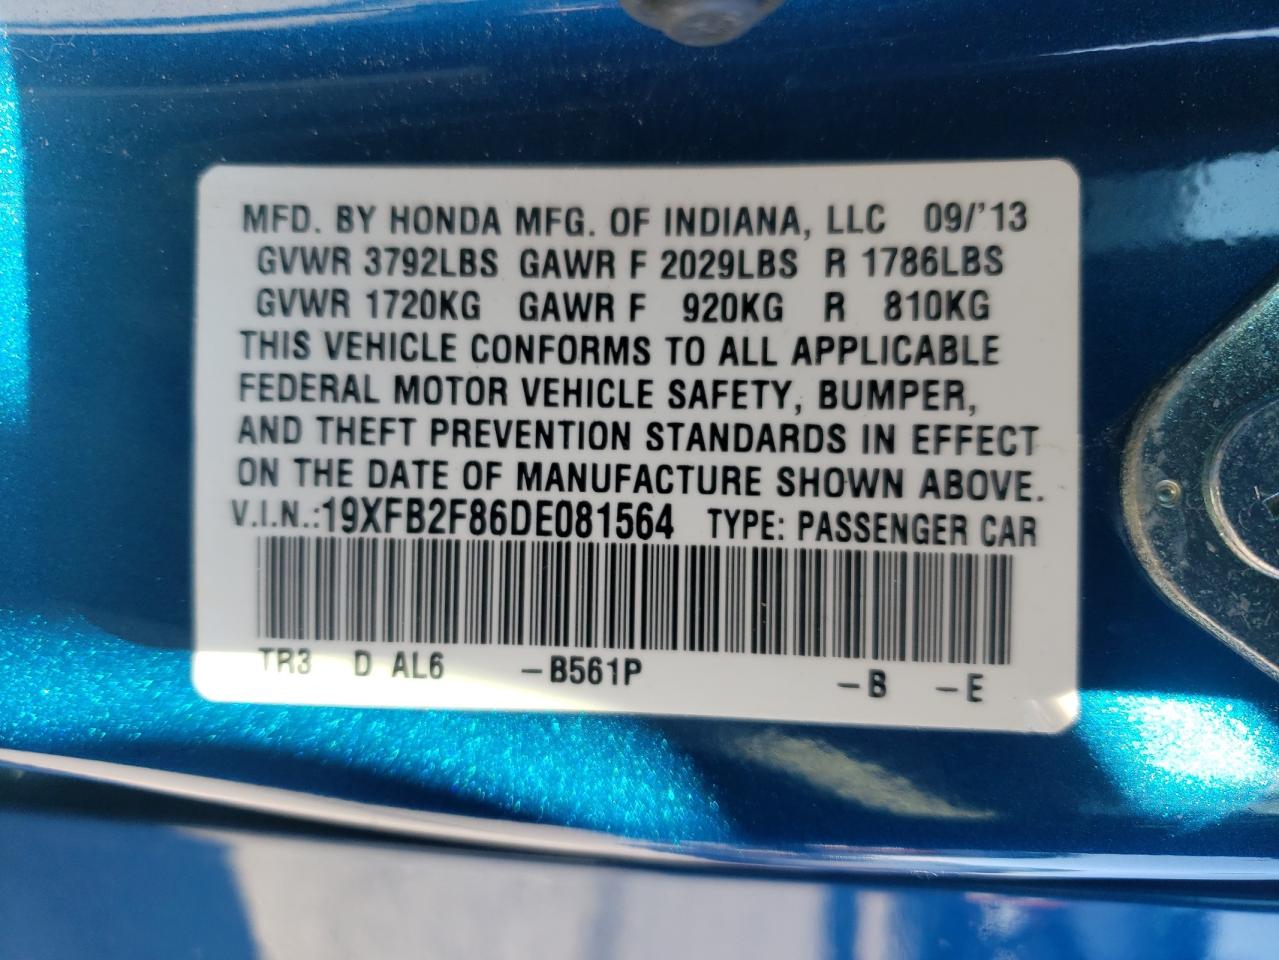 MFD. BY HONDA MFG. OF INDIANA, LLC 09/'13
GVWR 3792LBS GAWR F 2029LBS R 1786LBS
GVWR 1720KG GAWR F 920KG R 810KG
THIS VEHICLE CONFORMS TO ALL APPLICABLE
FEDERAL MOTOR VEHICLE SAFETY, BUMPER,
AND THEFT PREVENTION STANDARDS IN EFFECT
ON THE DATE OF MANUFACTURE SHOWN ABOVE.
V.I.N.:19XFB2F86DE081564 TYPE: PASSENGER CAR
TR3 D AL6 -B561P -B -E